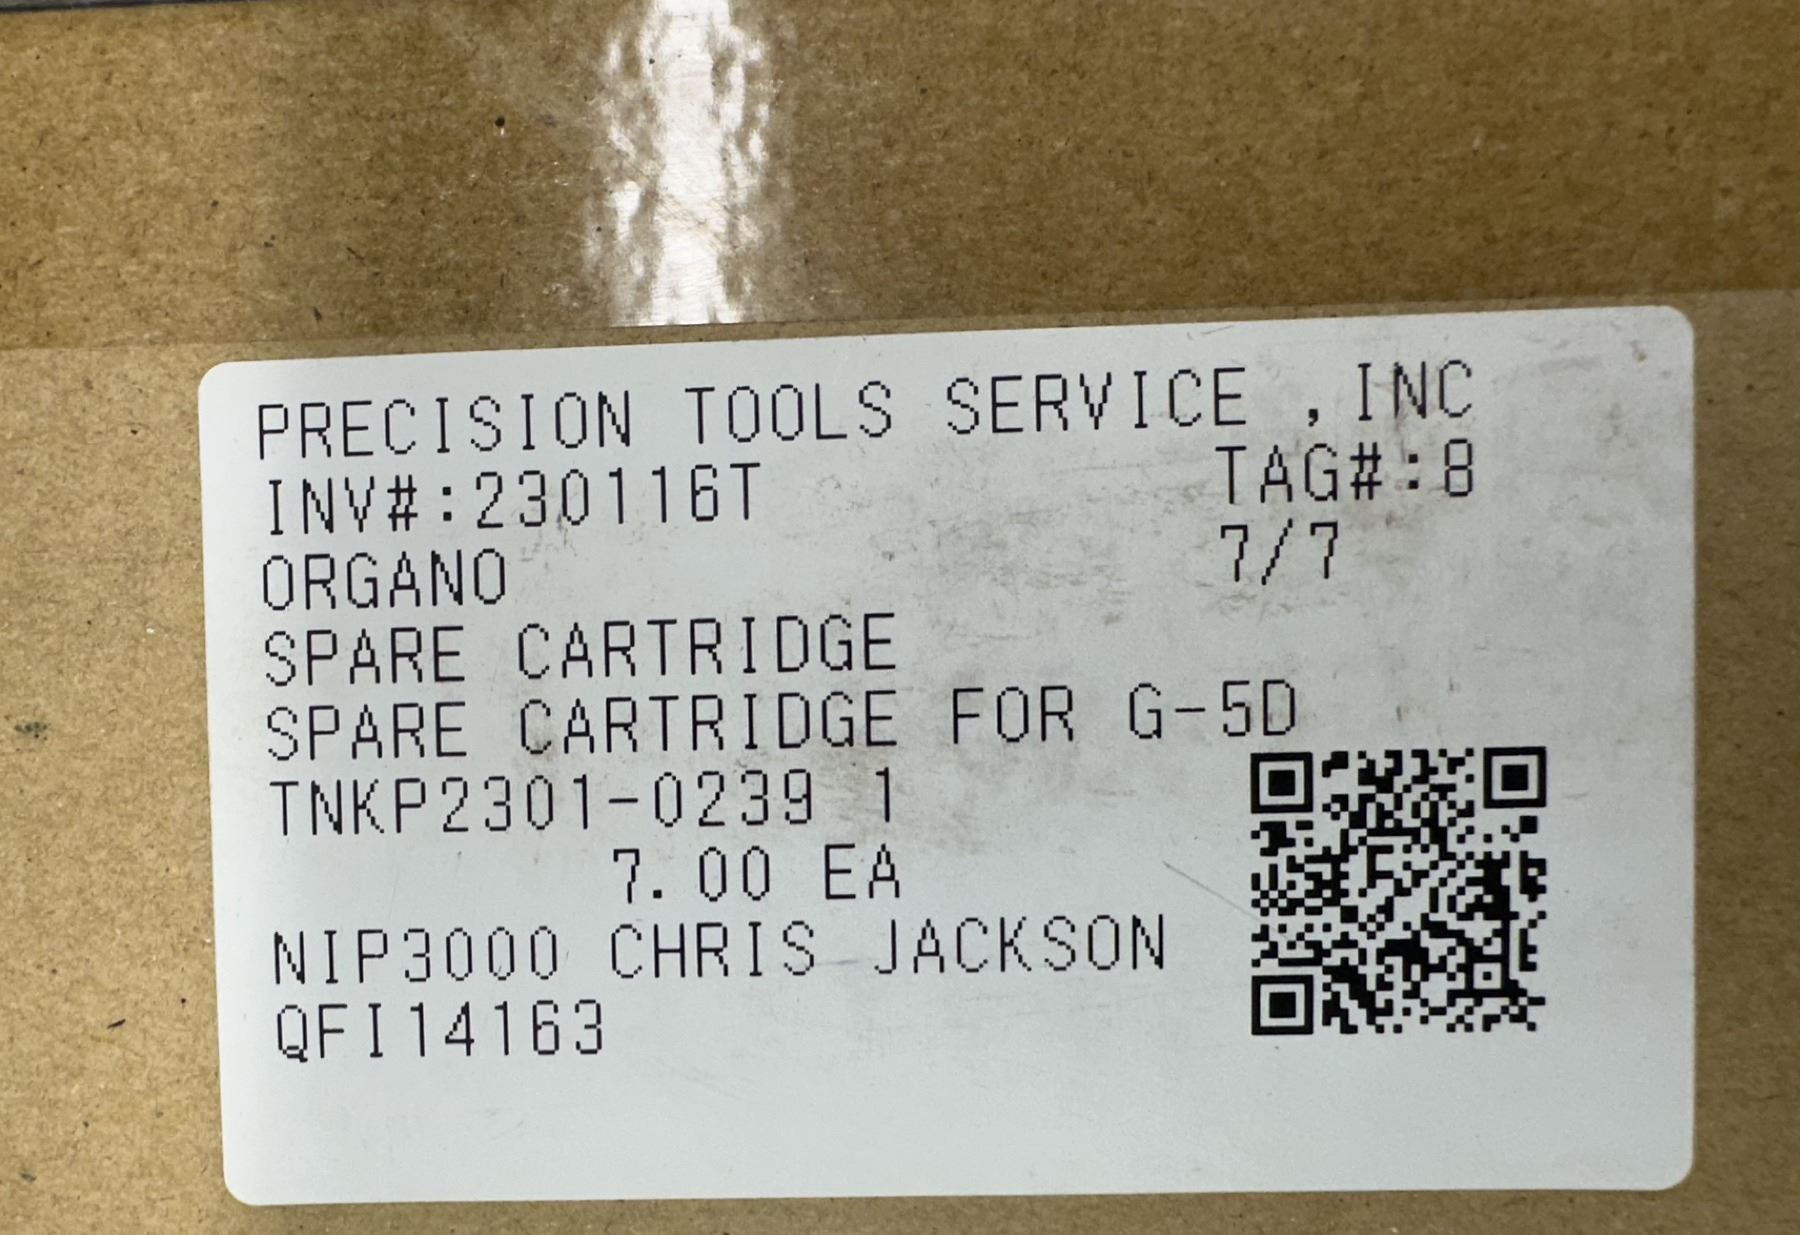 PRECISION TOOLS SERVICE ,INC
INV#:230116T TAG#:8
ORGANO 7/7
SPARE CARTRIDGE
SPARE CARTRIDGE FOR G-5D
TNKP2301-0239 1
7.00 EA
NIP3000 CHRIS JACKSON
QFI14163